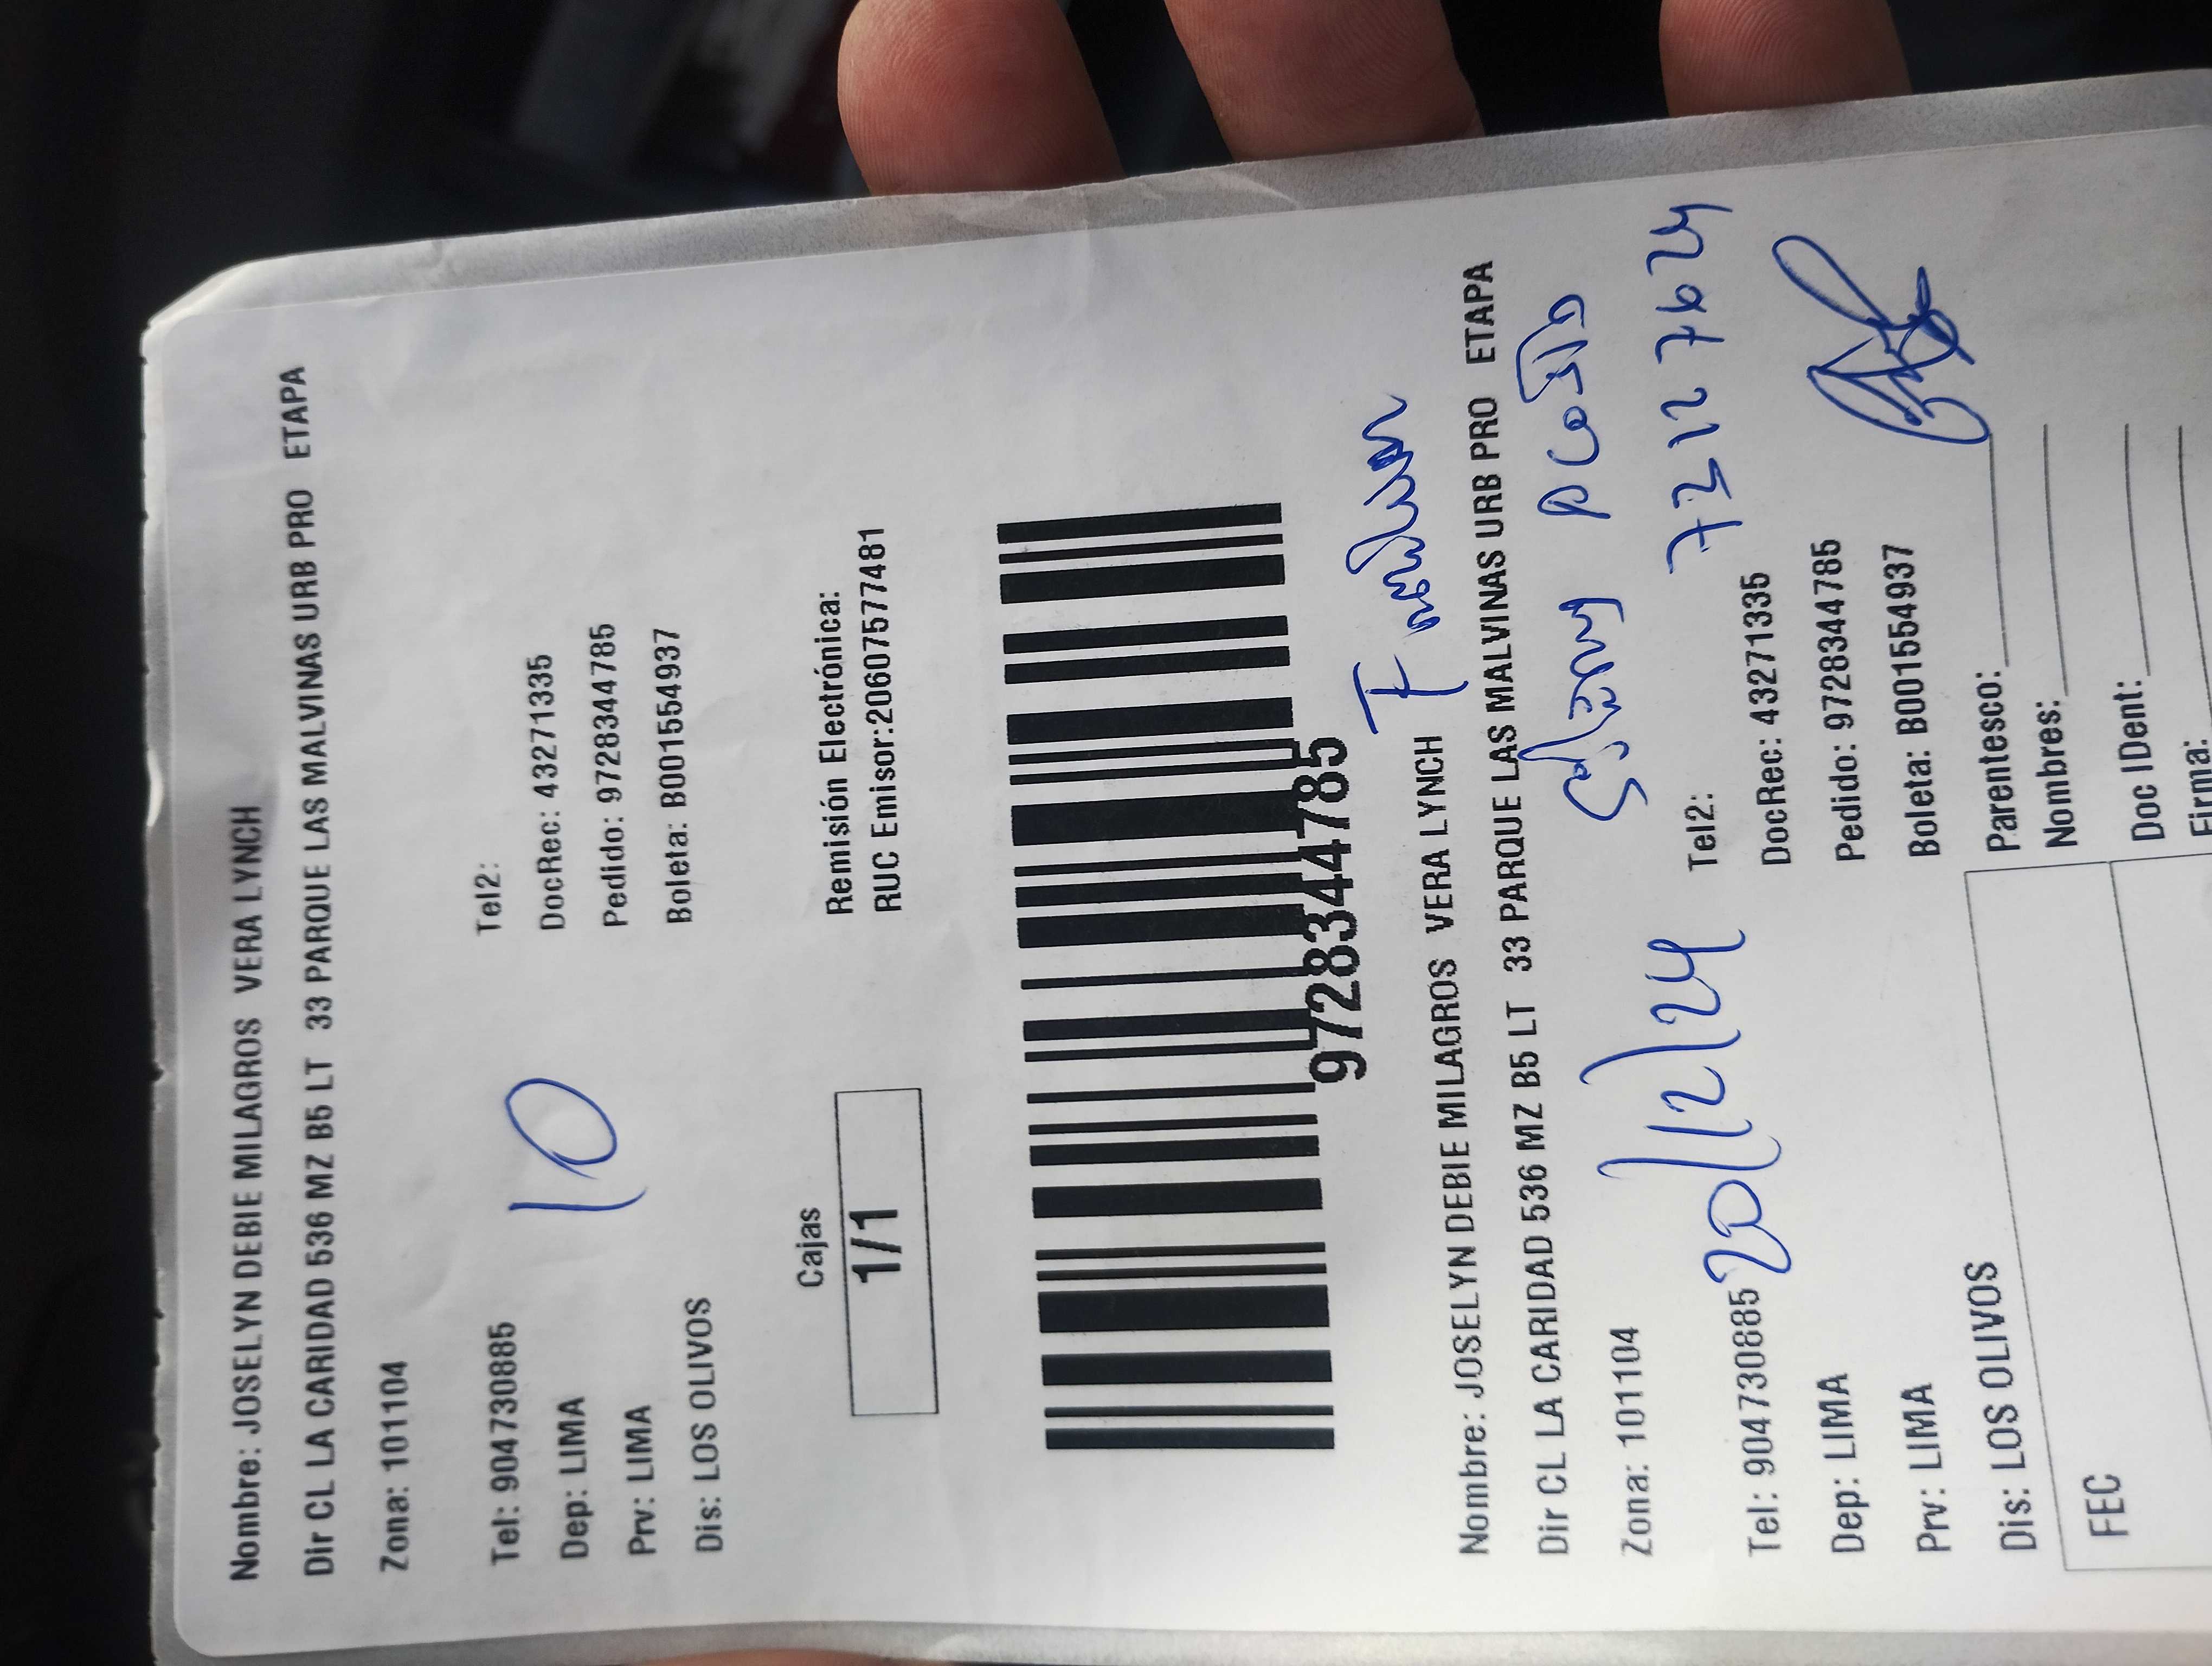 Nombre: JOSELYN DEBIE MILAGROS VERA LYNCH
Dir CL LA CARIDAD 536 MZ B5 LT 33 PARQUE LAS MALVINAS URB PRO ETAPA
Zona: 101104
Tel: 904730885
Tel2:
Dep: LIMA
DocRec: 43271335
Prv: LIMA
Pedido: 9728344785
Dis: LOS OLIVOS
Boleta: B001554937
10
Cajas
1/1
Remisión Electrónica:
RUC Emisor:20607577481
9728344785
Nombre: JOSELYN DEBIE MILAGROS VERA LYNCH
Dir CL LA CARIDAD 536 MZ B5 LT 33 PARQUE LAS MALVINAS URB PRO ETAPA
Zona: 101104
72127624
Tel: 904730885
20/12/24
Tel2:
Dep: LIMA
DocRec: 43271335
Prv: LIMA
Pedido: 9728344785
Dis: LOS OLIVOS
Boleta: B001554937
FEC
Parentesco:
Nombres:
Doc IDent:
Firma: